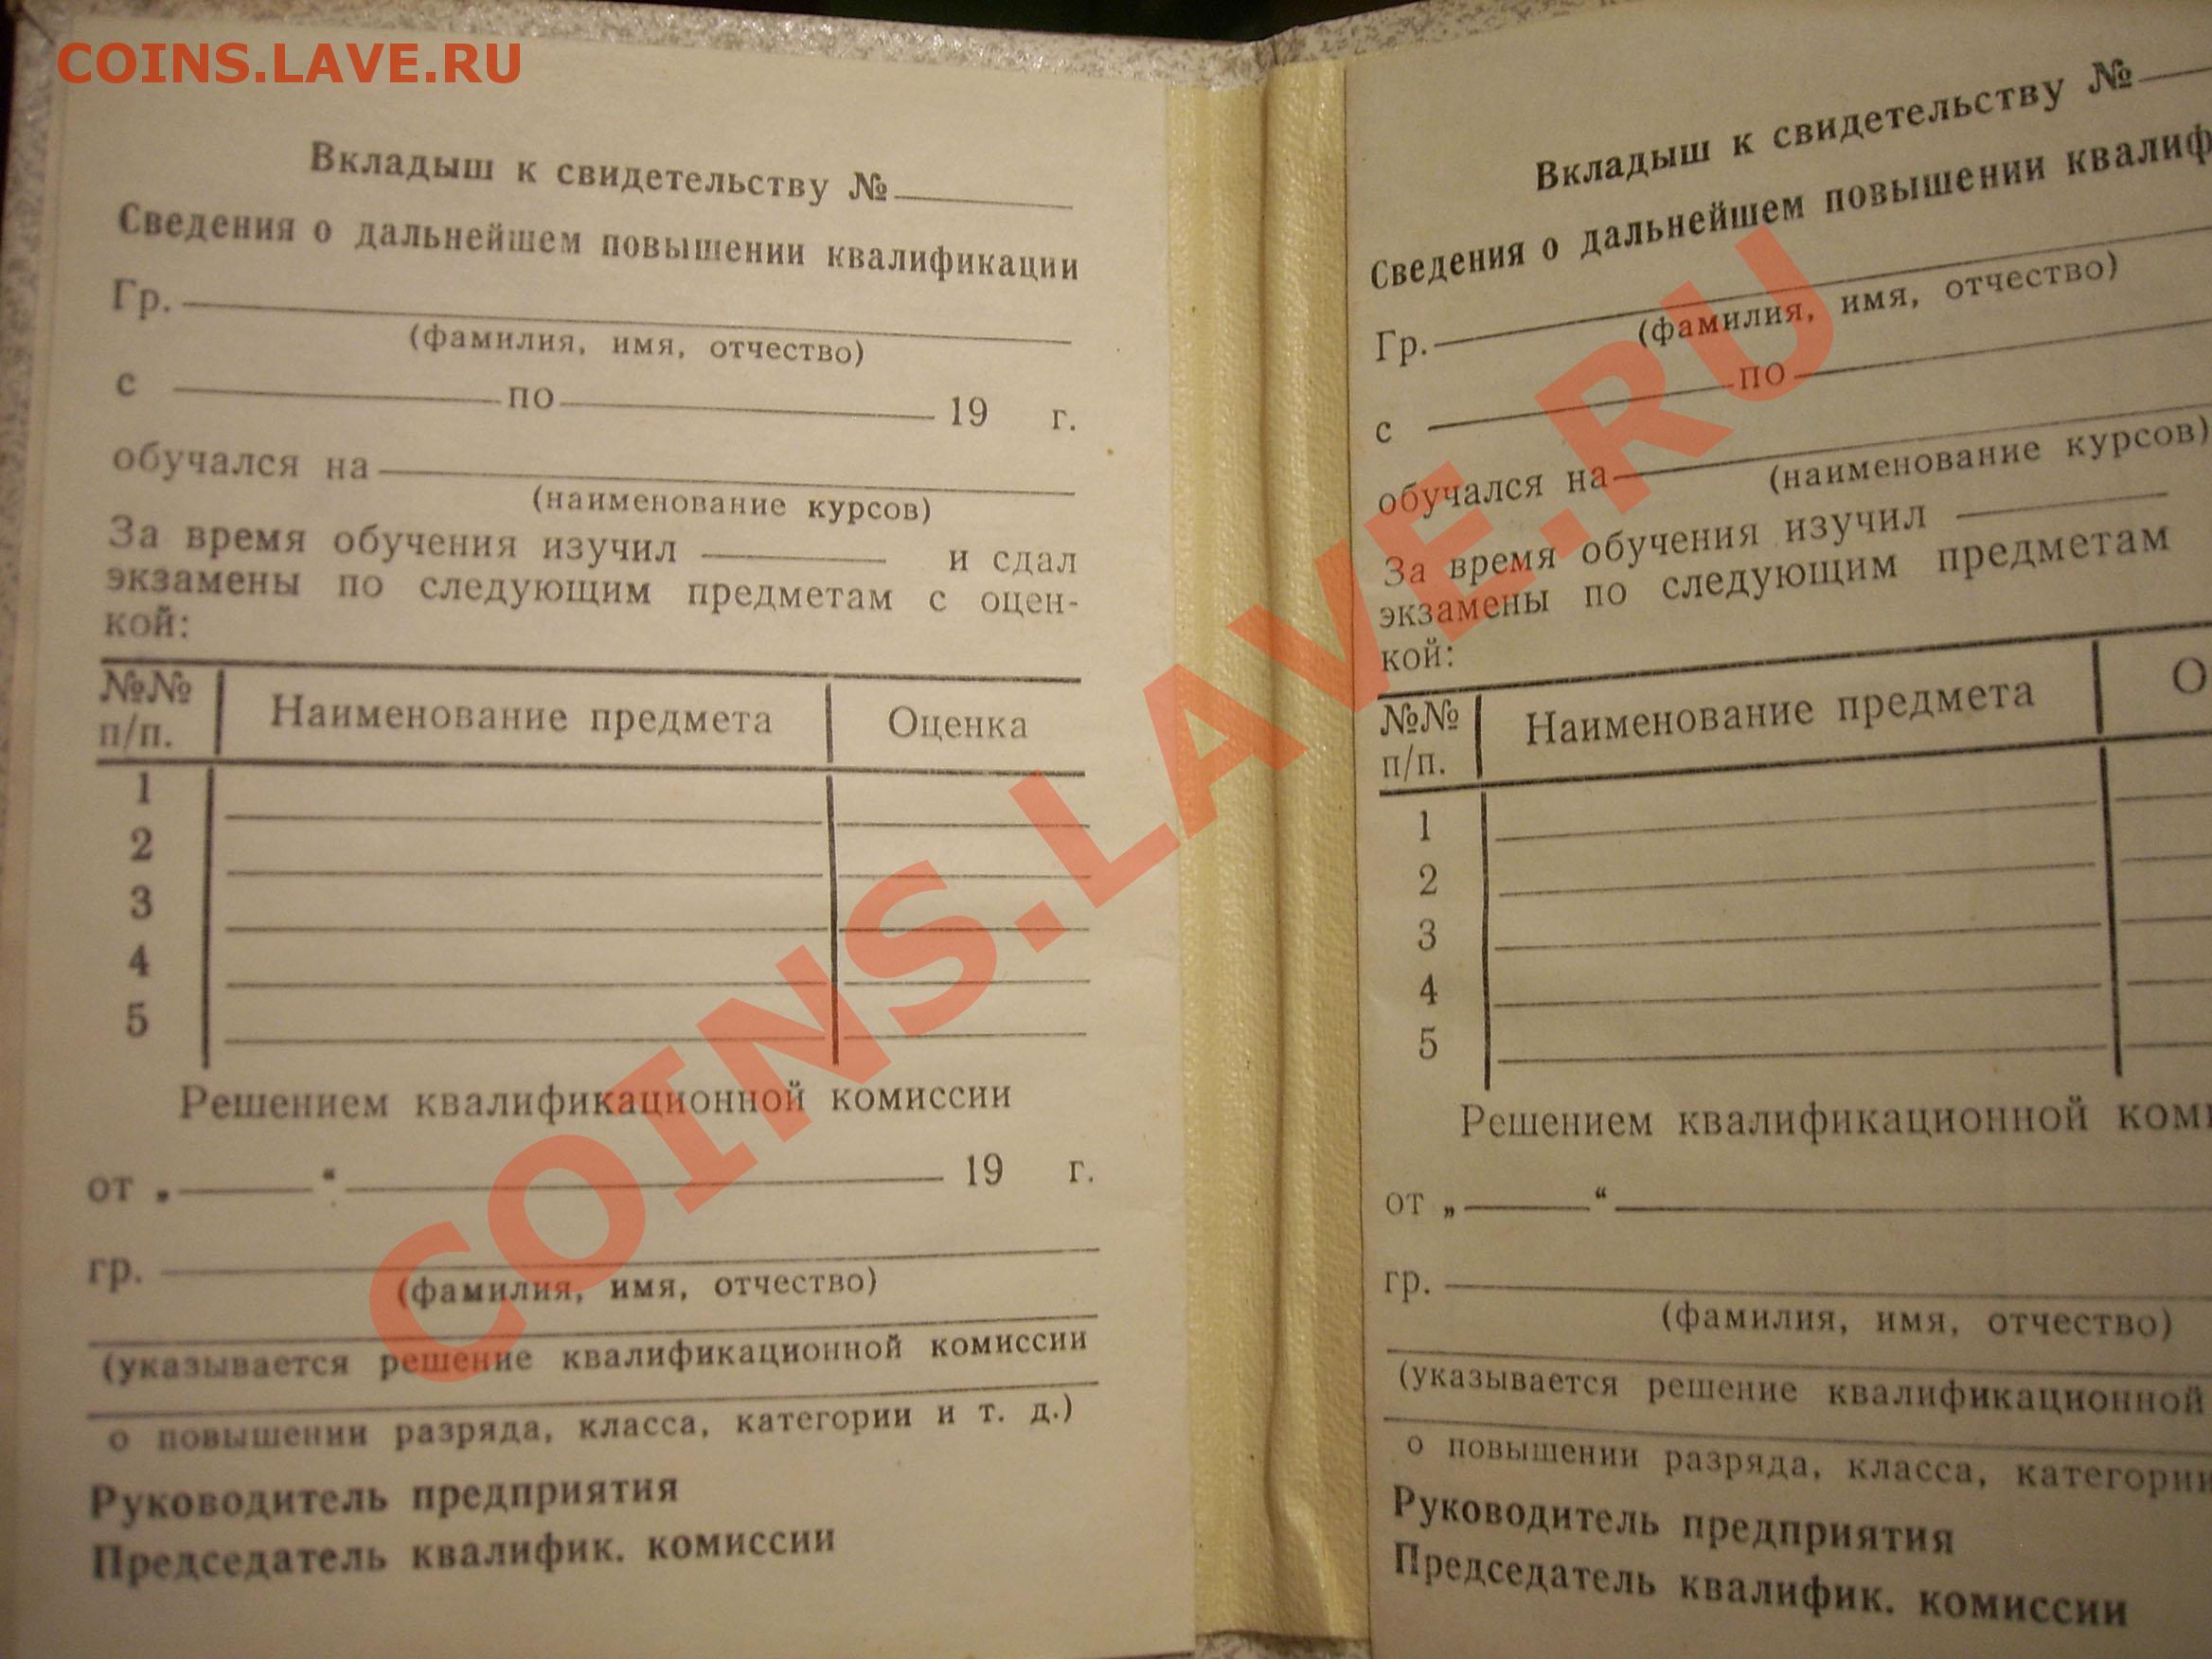 COINS.LAVE.RU
Вкладыш к свидетельству №
Сведения о дальнейшем повышении квалификации
Гр.
(фамилия, имя, отчество)
с по 19 г.
обучался на
(наименование курсов)
За время обучения изучил и сдал
экзамены по следующим предметам с оцен-
кой:
№№ п/п. Наименование предмета Оценка
1
2
3
4
5
Решением квалификационной комиссии
от „ “ 19 г.
гр.
(фамилия, имя, отчество)
(указывается решение квалификационной комиссии
о повышении разряда, класса, категории и т. д.)
Руководитель предприятия
Председатель квалифик. комиссии
Вкладыш к свидетельству №
Сведения о дальнейшем повышении квалиф
Гр.
(фамилия, имя, отчество)
с по
обучался на
(наименование курсов)
За время обучения изучил
экзамены по следующим предметам
кой:
№№ п/п. Наименование предмета О
1
2
3
4
5
Решением квалификационной ком
от „ “
гр.
(фамилия, имя, отчество)
(указывается решение квалификационной
о повышении разряда, класса, категории
Руководитель предприятия
Председатель квалифик. комиссии
COINS.LAVE.RU